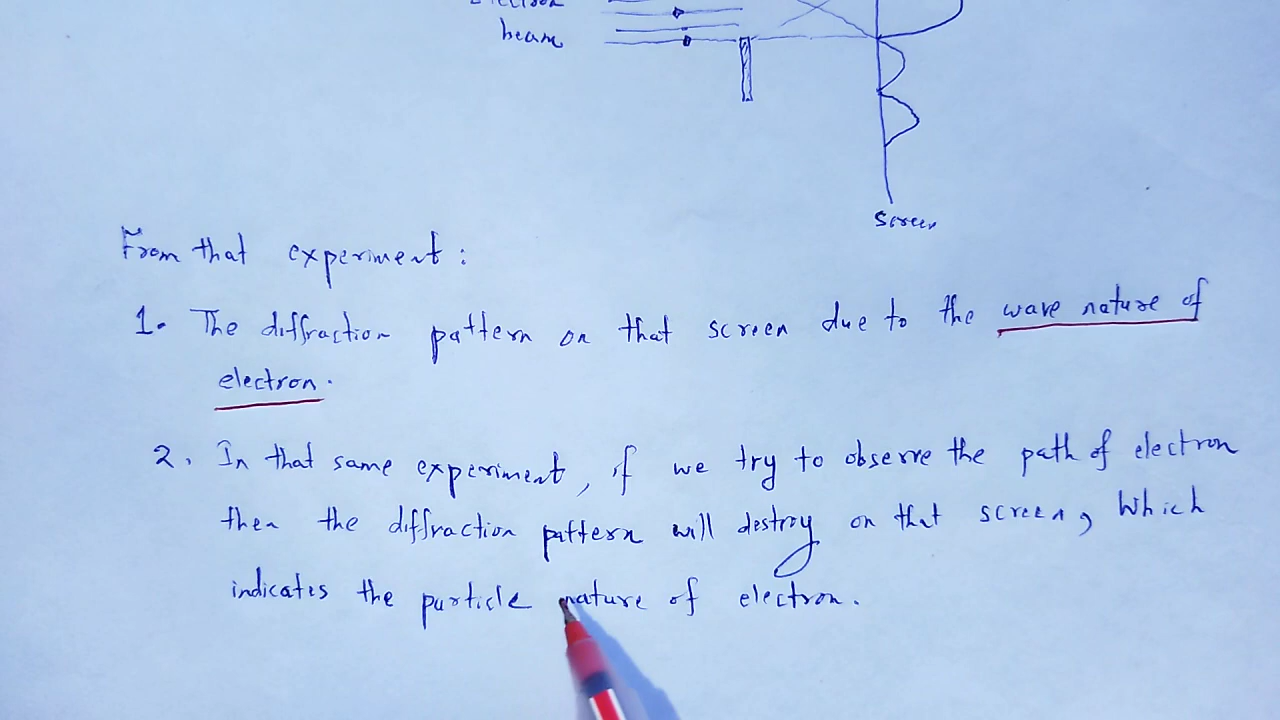 beam
Screen
From that experiment :
1. The diffraction pattern on that screen due to the wave nature of
electron.
2. In that same experiment, if we try to observe the path of electron
then the diffraction pattern will destroy on that screen, Which
indicates the particle nature of electron.